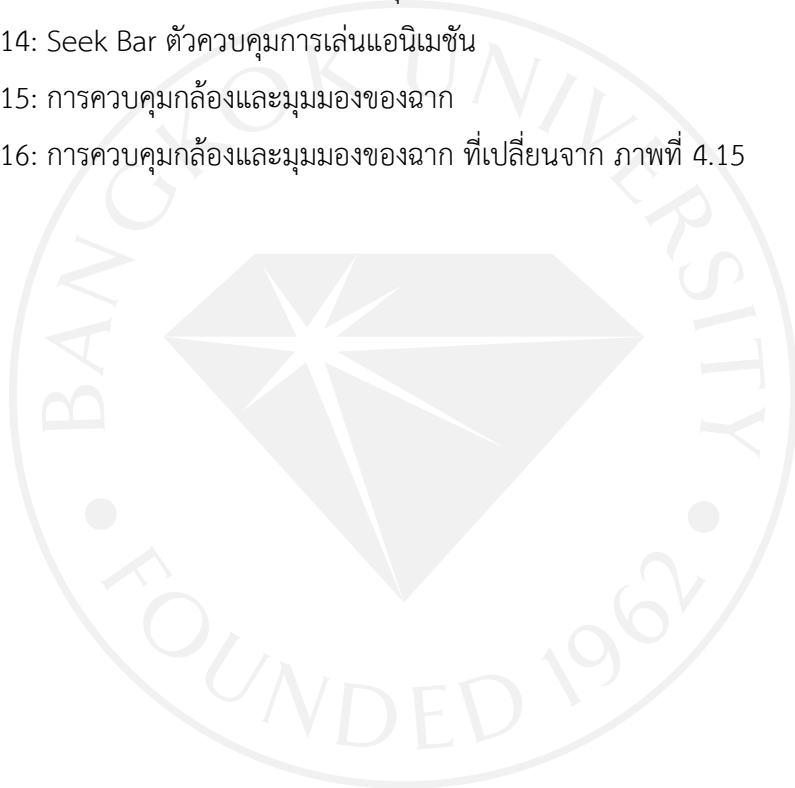 14: Seek Bar ตัวควบคุมการเล่นแอนิเมชัน
15: การควบคุมกล้องและมุมมองของฉาก
16: การควบคุมกล้องและมุมมองของฉาก ที่เปลี่ยนจาก ภาพที่ 4.15
BANGKOK UNIVERSITY
• FOUNDED 1962 •